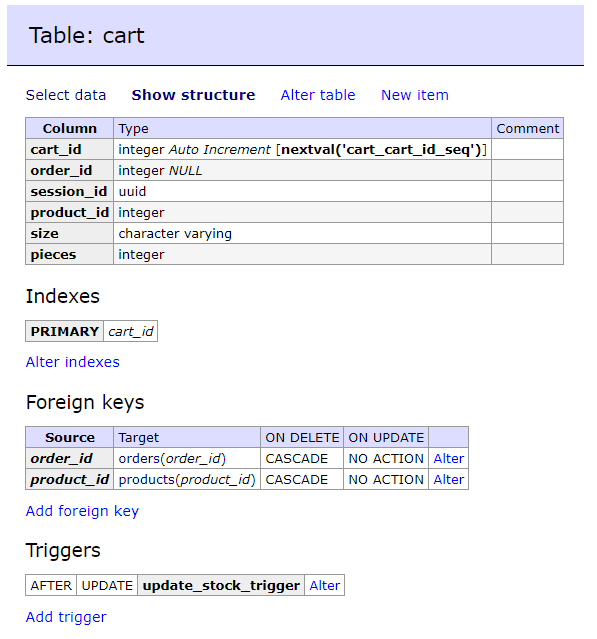 Table: cart
Select data Show structure Alter table New item
Column Type Comment
cart_id integer Auto Increment [nextval('cart_cart_id_seq')]
order_id integer NULL
session_id uuid
product_id integer
size character varying
pieces integer
Indexes
PRIMARY cart_id
Alter indexes
Foreign keys
Source Target ON DELETE ON UPDATE
order_id orders(order_id) CASCADE NO ACTION Alter
product_id products(product_id) CASCADE NO ACTION Alter
Add foreign key
Triggers
AFTER UPDATE update_stock_trigger Alter
Add trigger